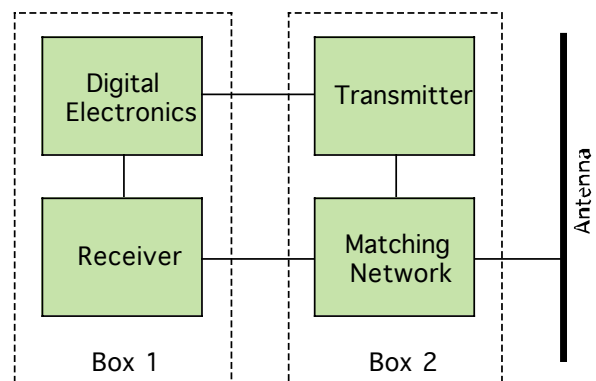 Digital
Electronics
Transmitter
Receiver
Matching
Network
Antenna
Box 1
Box 2